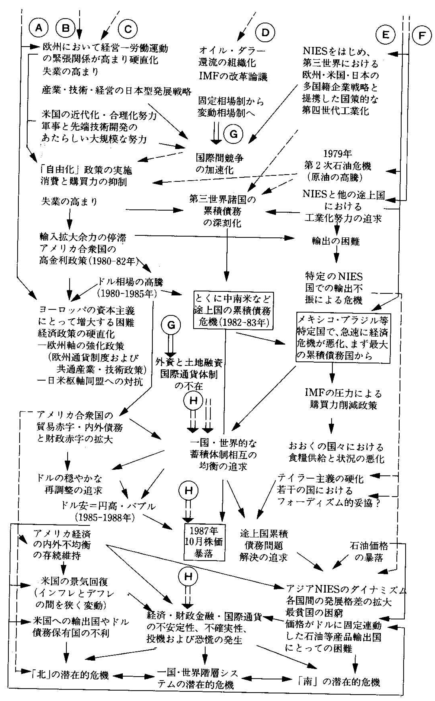 A
B
C
D
E
F
欧州において経営一労働運動
の緊張関係が高まり硬直化
失業の高まり
産業・技術・経営の日本型発展戦略
米国の近代化・合理化努力
軍事と先端技術開発の
あたらしい大規模な努力
オイル・ダラー
還流の組織化
IMFの改革論議
固定相場制から
変動相場制へ
G
NIESをはじめ、
第三世界における
欧州・米国・日本の
多国籍企業戦略と
提携した国策的な
第四世代工業化
国際間競争
の加速化
1979年
第2次石油危機
(原油の高騰)
「自由化」政策の実施
消費と購買力の抑制
失業の高まり
第三世界諸国の
累積債務
の深刻化
NIESと他の途上国
における
工業化努力の追求
輸入拡大余力の停滞
アメリカ合衆国の
高金利政策(1980-82年)
輸出の困難
ドル相場の高騰
(1980-1985年)
特定のNIES
国での輸出不
振による危機
とくに中南米など
途上国の累積債務
危機(1982-83年)
ヨーロッパの資本主義
にとって増大する困難
経済政策の硬直化
一欧州軸の強化政策
(欧州通貨制度および
共通産業・技術政策)
一日米枢軸同盟への対抗
G
メキシコ・ブラジル等
特定国で、急速に経済
危機が悪化、まず最大
の累積債務国から
外資と土地融資
国際通貨体制
の不在
H
IMFの圧力による
購買力削減政策
アメリカ合衆国の
貿易赤字・内外債務
と財政赤字の拡大
一国・世界的な
蓄積体制相互の
均衡の追求
おおくの国々における
食糧供給と状況の悪化
ドルの穏やかな
再調整の追求
テイラー主義の硬化
若干の国における
フォーディズム的妥協?
H
ドル安=円高・バブル
(1985-1988年)
1987年
10月株価
暴落
途上国累積
債務問題
解決の追求
石油価格
の暴落
アメリカ経済
の内外不均衡
の存続維持
米国の景気回復
(インフレとデフレ
の間を狭く変動)
H
アジアNIESのダイナミズム
各国間の発展格差の拡大
最貧国の困窮
価格がドルに固定連動
した石油等産品輸出国
にとっての困難
米国への輸出国やドル
債務保有国の不利
経済・財政金融・国際通貨
の不安定性、不確実性、
投機および恐慌の発生
「北」の潜在的危機
一国・世界階層シス
テムの潜在的危機
「南」の潜在的危機